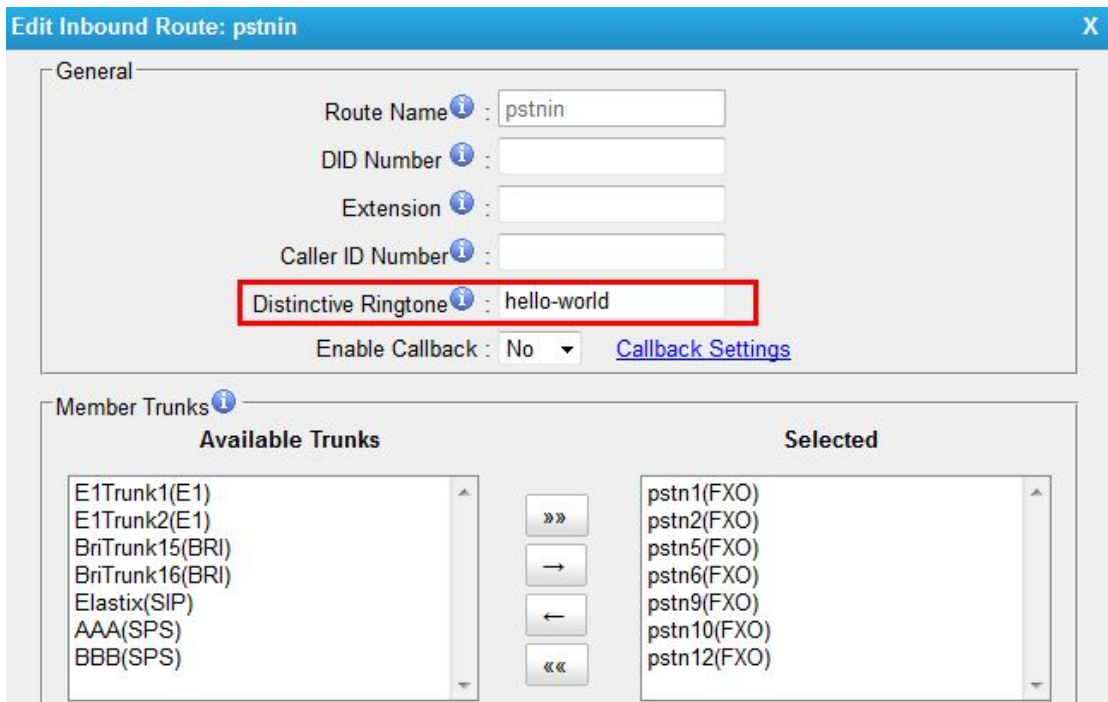 Edit Inbound Route: pstnin X
General
Route Name : pstnin
DID Number :
Extension :
Caller ID Number :
Distinctive Ringtone : hello-world
Enable Callback : No Callback Settings
Member Trunks
Available Trunks
E1Trunk1(E1)
E1Trunk2(E1)
BriTrunk15(BRI)
BriTrunk16(BRI)
Elastix(SIP)
AAA(SPS)
BBB(SPS)
»»
→
←
««
Selected
pstn1(FXO)
pstn2(FXO)
pstn5(FXO)
pstn6(FXO)
pstn9(FXO)
pstn10(FXO)
pstn12(FXO)